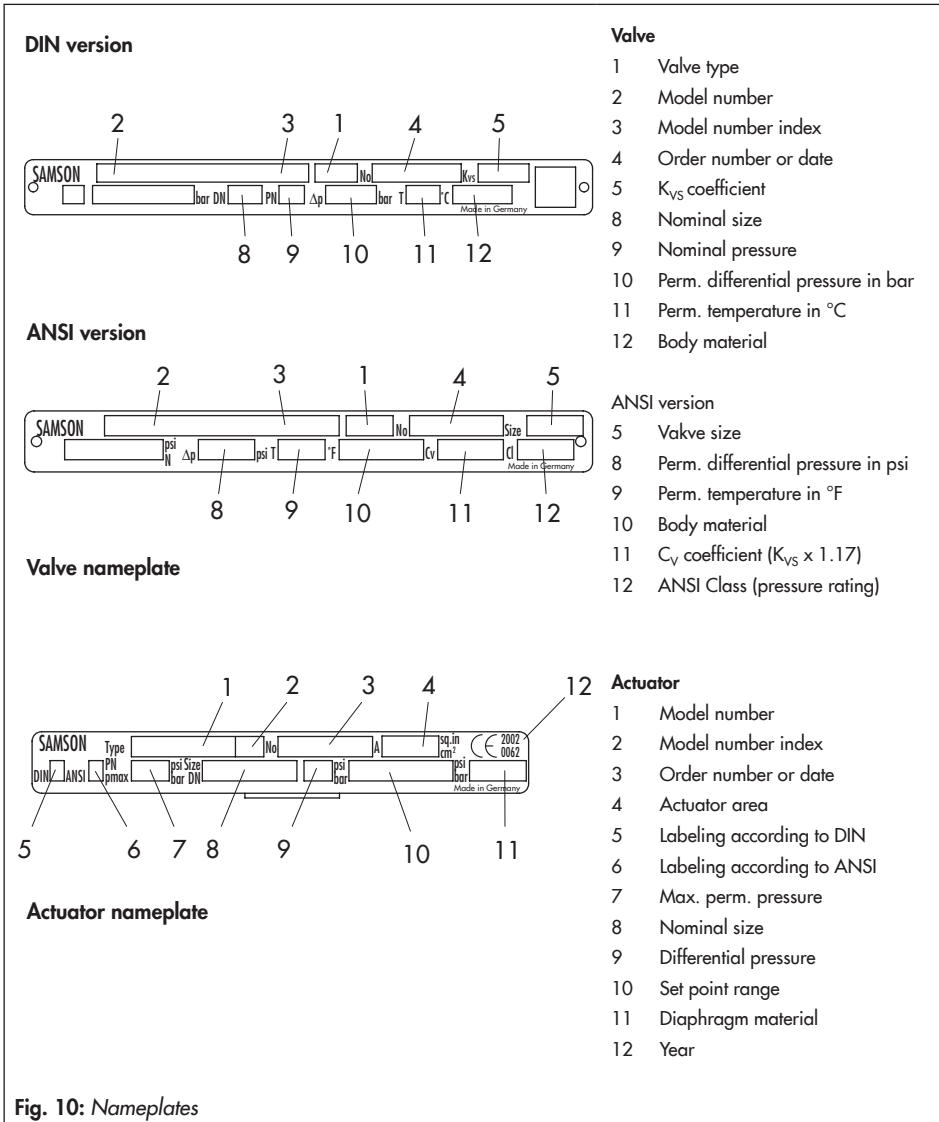 DIN version
2 3 1 4 5
SAMSON No Kvs
bar DN PN Δp bar T °C
Made in Germany
8 9 10 11 12
ANSI version
2 3 1 4 5
SAMSON No Size
psi N Δp psi T °F Cv Cl
Made in Germany
8 9 10 11 12
Valve nameplate
1 2 3 4 12
SAMSON Type No A sq.in cm² CE 2002 0062
DIN ANSI PN pmax psi bar Size DN psi bar psi bar
Made in Germany
5 6 7 8 9 10 11
Actuator nameplate
Valve
1 Valve type
2 Model number
3 Model number index
4 Order number or date
5 KVS coefficient
8 Nominal size
9 Nominal pressure
10 Perm. differential pressure in bar
11 Perm. temperature in °C
12 Body material
ANSI version
5 Vakve size
8 Perm. differential pressure in psi
9 Perm. temperature in °F
10 Body material
11 CV coefficient (KVS x 1.17)
12 ANSI Class (pressure rating)
Actuator
1 Model number
2 Model number index
3 Order number or date
4 Actuator area
5 Labeling according to DIN
6 Labeling according to ANSI
7 Max. perm. pressure
8 Nominal size
9 Differential pressure
10 Set point range
11 Diaphragm material
12 Year
Fig. 10: Nameplates